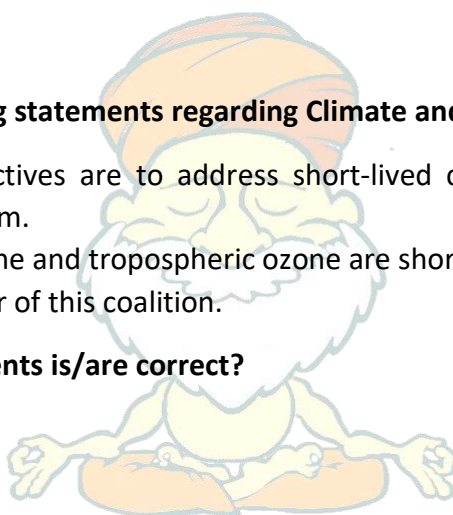 g statements regarding Climate and
ctives are to address short-lived
m.
ne and tropospheric ozone are shor
r of this coalition.
nts is/are correct?